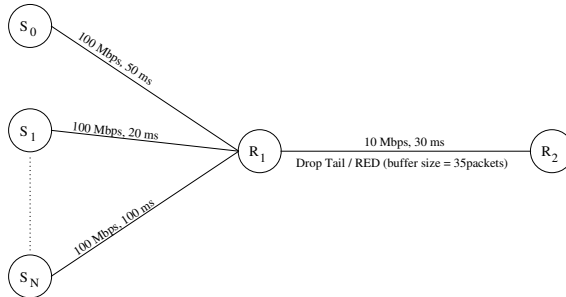 S0
100 Mbps, 50 ms
S1
100 Mbps, 20 ms
R1
10 Mbps, 30 ms
R2
Drop Tail / RED (buffer size = 35packets)
100 Mbps, 100 ms
SN